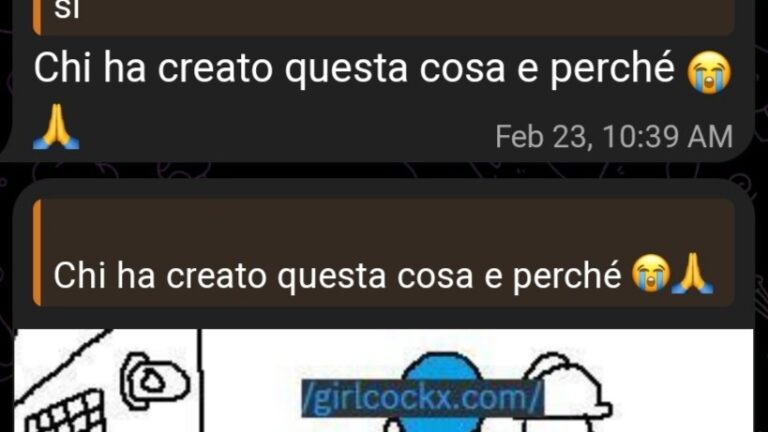 si
Chi ha creato questa cosa e perché 😭
🙏
Feb 23, 10:39 AM
Chi ha creato questa cosa e perché 😭🙏
/girlcockx.com/